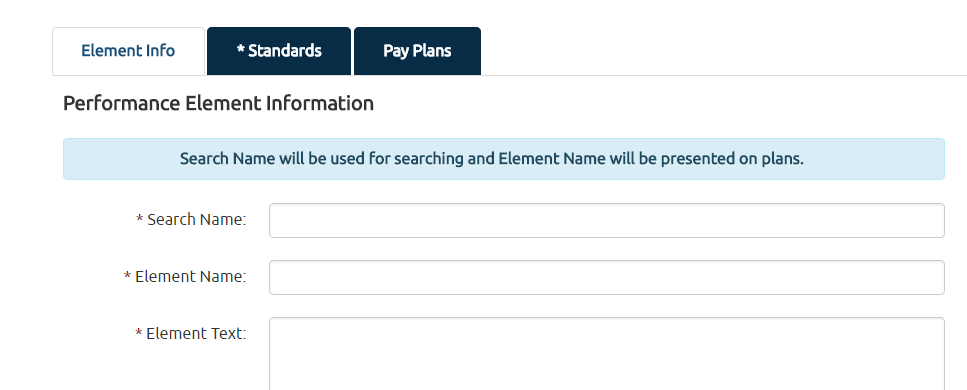 Element Info
* Standards
Pay Plans
Performance Element Information
Search Name will be used for searching and Element Name will be presented on plans.
* Search Name:
* Element Name:
* Element Text: